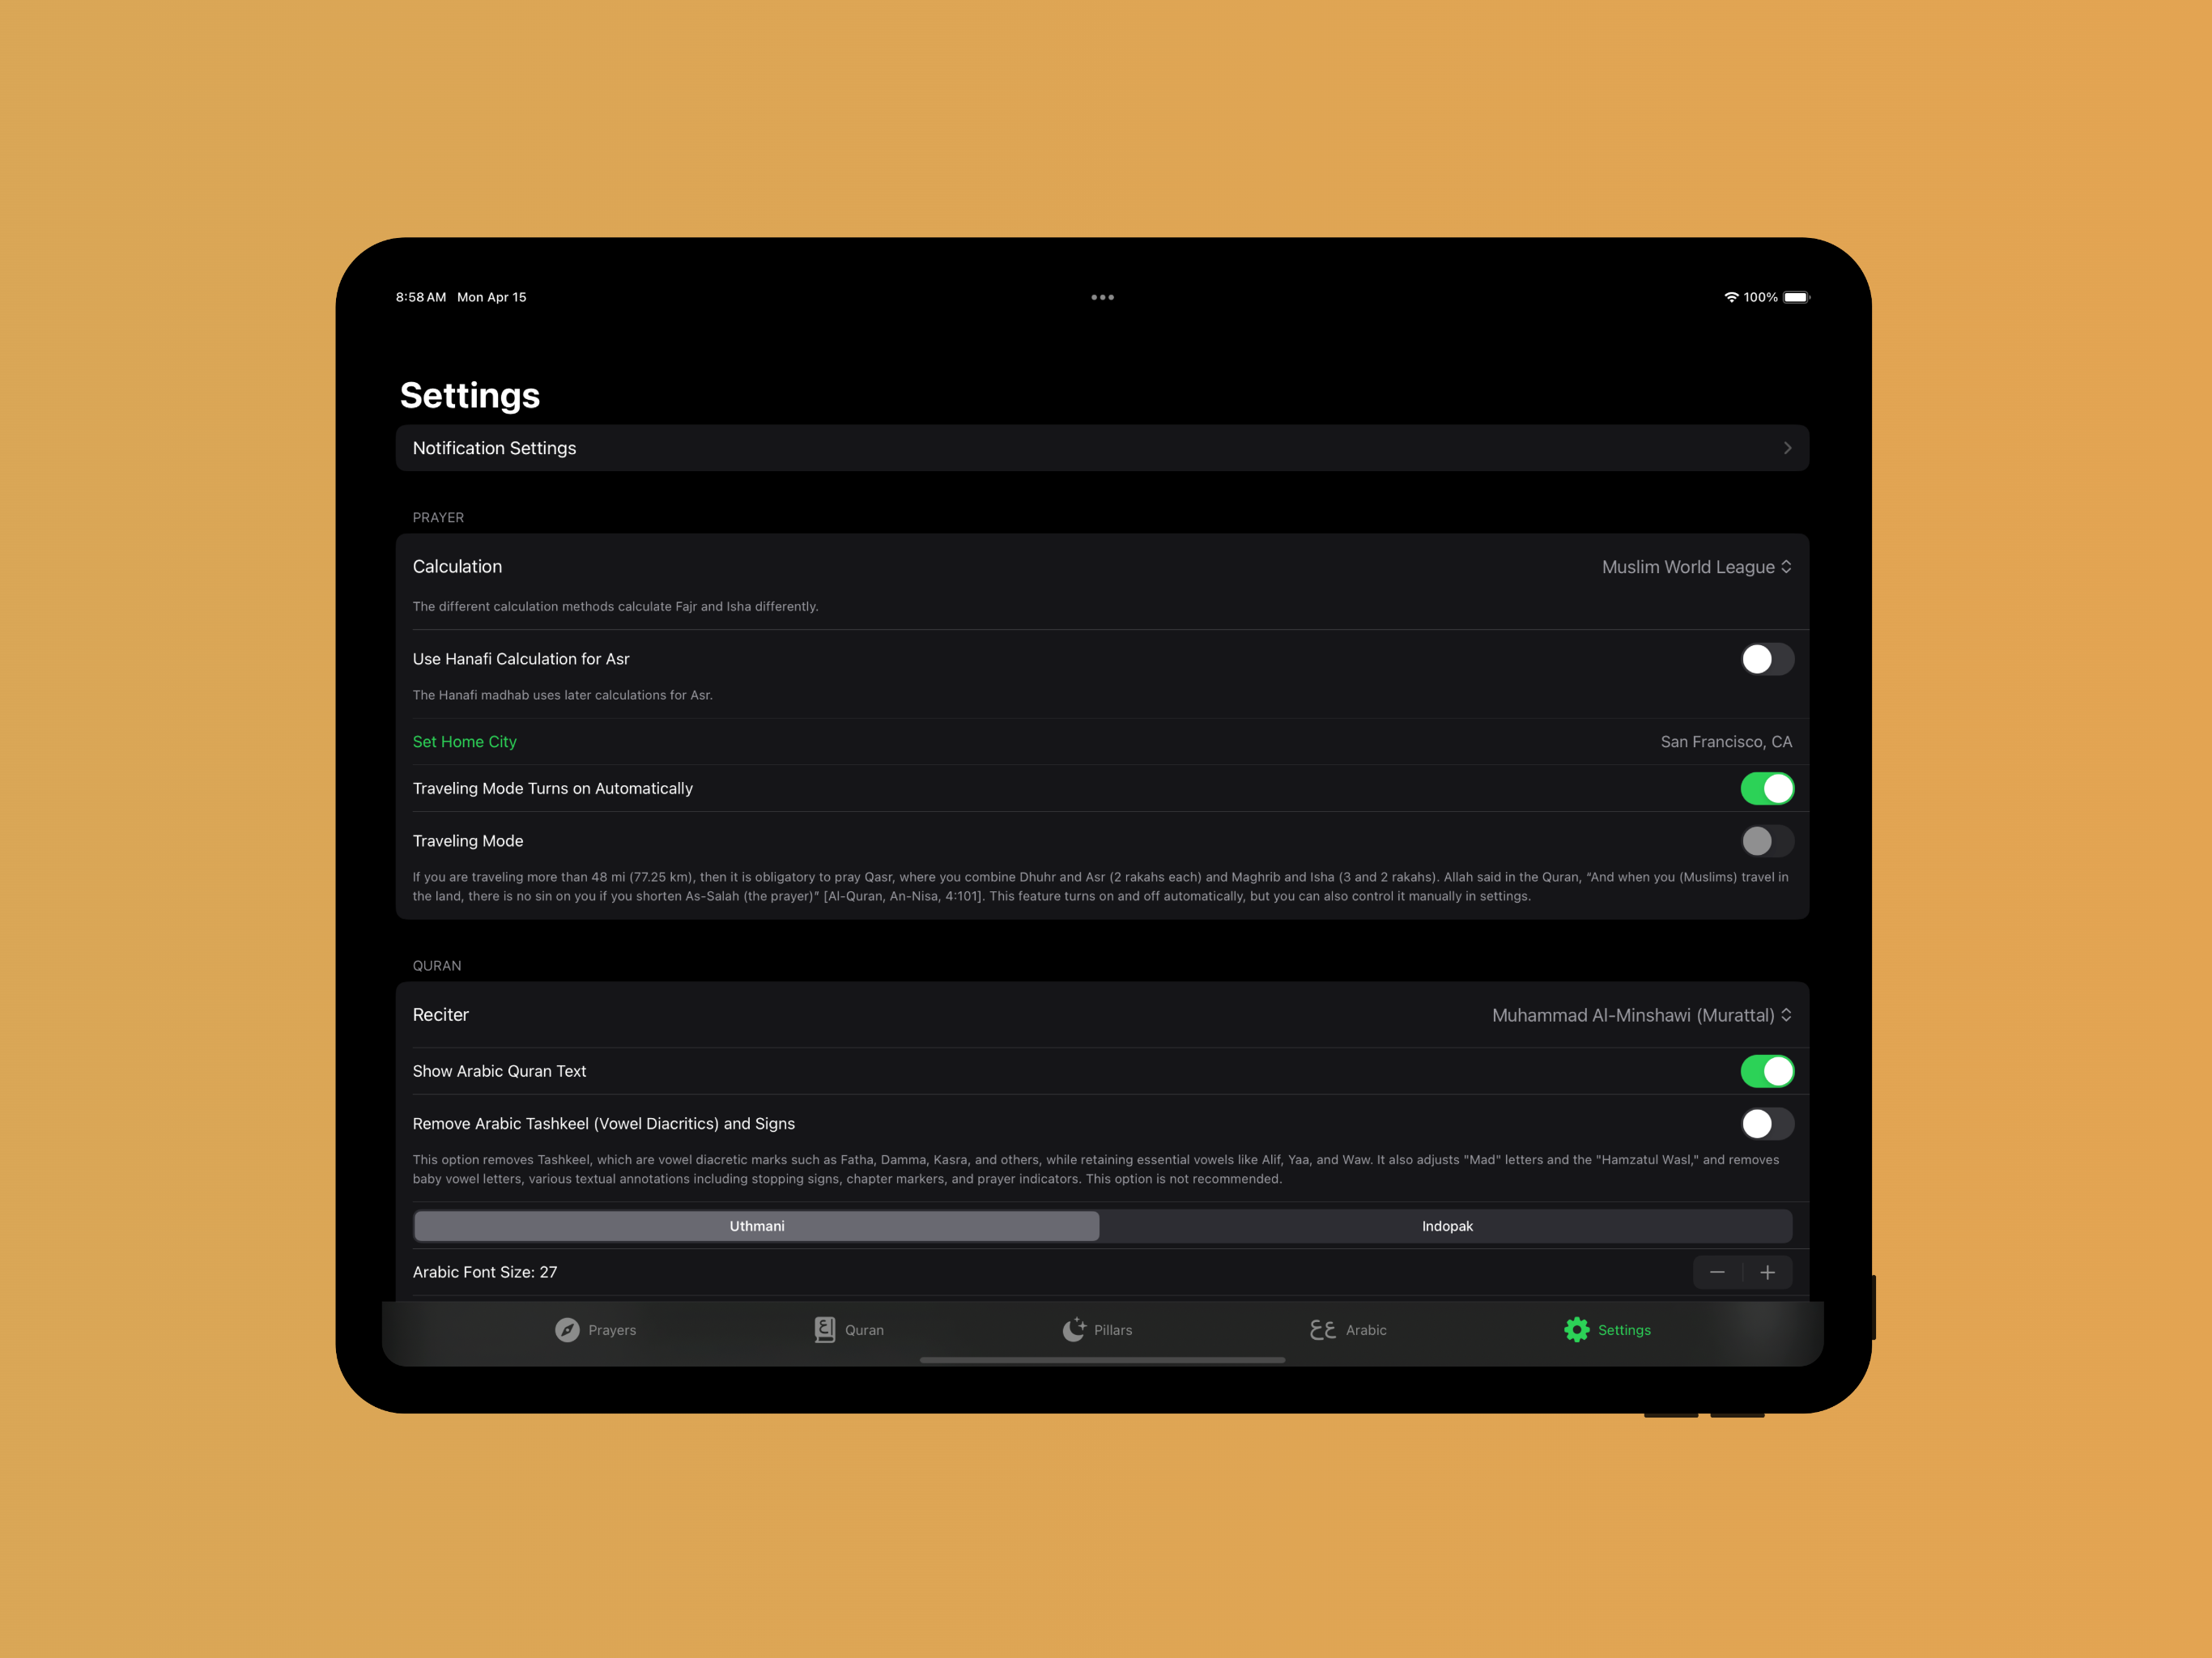 8:58 AM Mon Apr 15
100%
Settings
Notification Settings
PRAYER
Calculation
Muslim World League
The different calculation methods calculate Fajr and Isha differently.
Use Hanafi Calculation for Asr
The Hanafi madhab uses later calculations for Asr.
Set Home City
San Francisco, CA
Traveling Mode Turns on Automatically
Traveling Mode
If you are traveling more than 48 mi (77.25 km), then it is obligatory to pray Qasr, where you combine Dhuhr and Asr (2 rakahs each) and Maghrib and Isha (3 and 2 rakahs). Allah said in the Quran, “And when you (Muslims) travel in
the land, there is no sin on you if you shorten As-Salah (the prayer)” [Al-Quran, An-Nisa, 4:101]. This feature turns on and off automatically, but you can also control it manually in settings.
QURAN
Reciter
Muhammad Al-Minshawi (Murattal)
Show Arabic Quran Text
Remove Arabic Tashkeel (Vowel Diacritics) and Signs
This option removes Tashkeel, which are vowel diacretic marks such as Fatha, Damma, Kasra, and others, while retaining essential vowels like Alif, Yaa, and Waw. It also adjusts "Mad" letters and the "Hamzatul Wasl," and removes
baby vowel letters, various textual annotations including stopping signs, chapter markers, and prayer indicators. This option is not recommended.
Uthmani
Indopak
Arabic Font Size: 27
Prayers
Quran
Pillars
Arabic
Settings